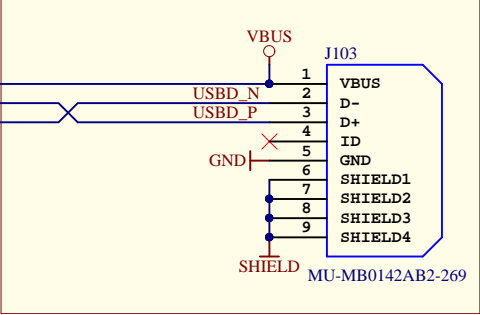 VBUS
J103
1 VBUS
USBD_N 2 D-
USBD_P 3 D+
4 ID
GND 5 GND
6 SHIELD1
7 SHIELD2
8 SHIELD3
9 SHIELD4
SHIELD
MU-MB0142AB2-269